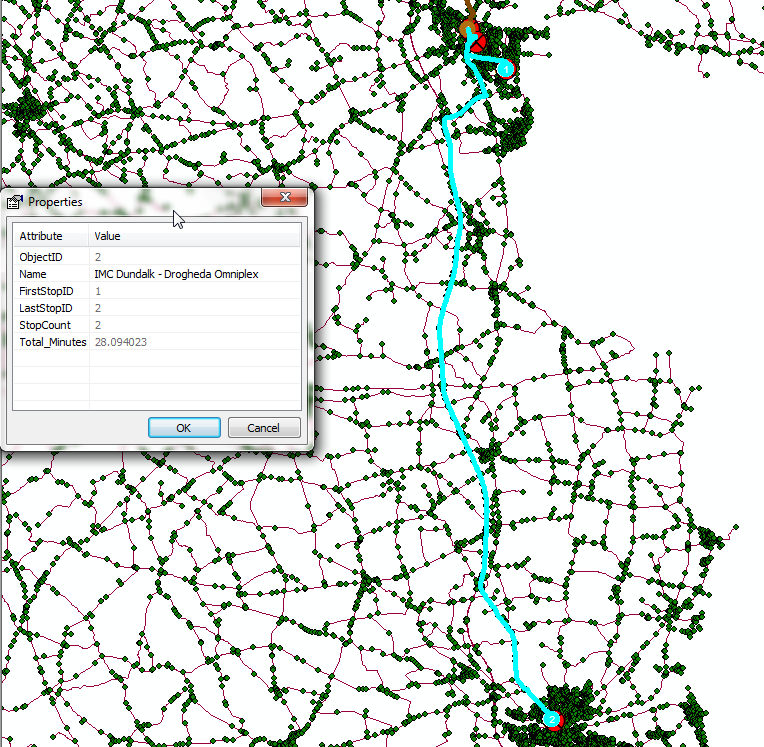 1
Properties
Attribute Value
ObjectID 2
Name IMC Dundalk - Drogheda Omniplex
FirstStopID 1
LastStopID 2
StopCount 2
Total_Minutes 28.094023
OK Cancel
2